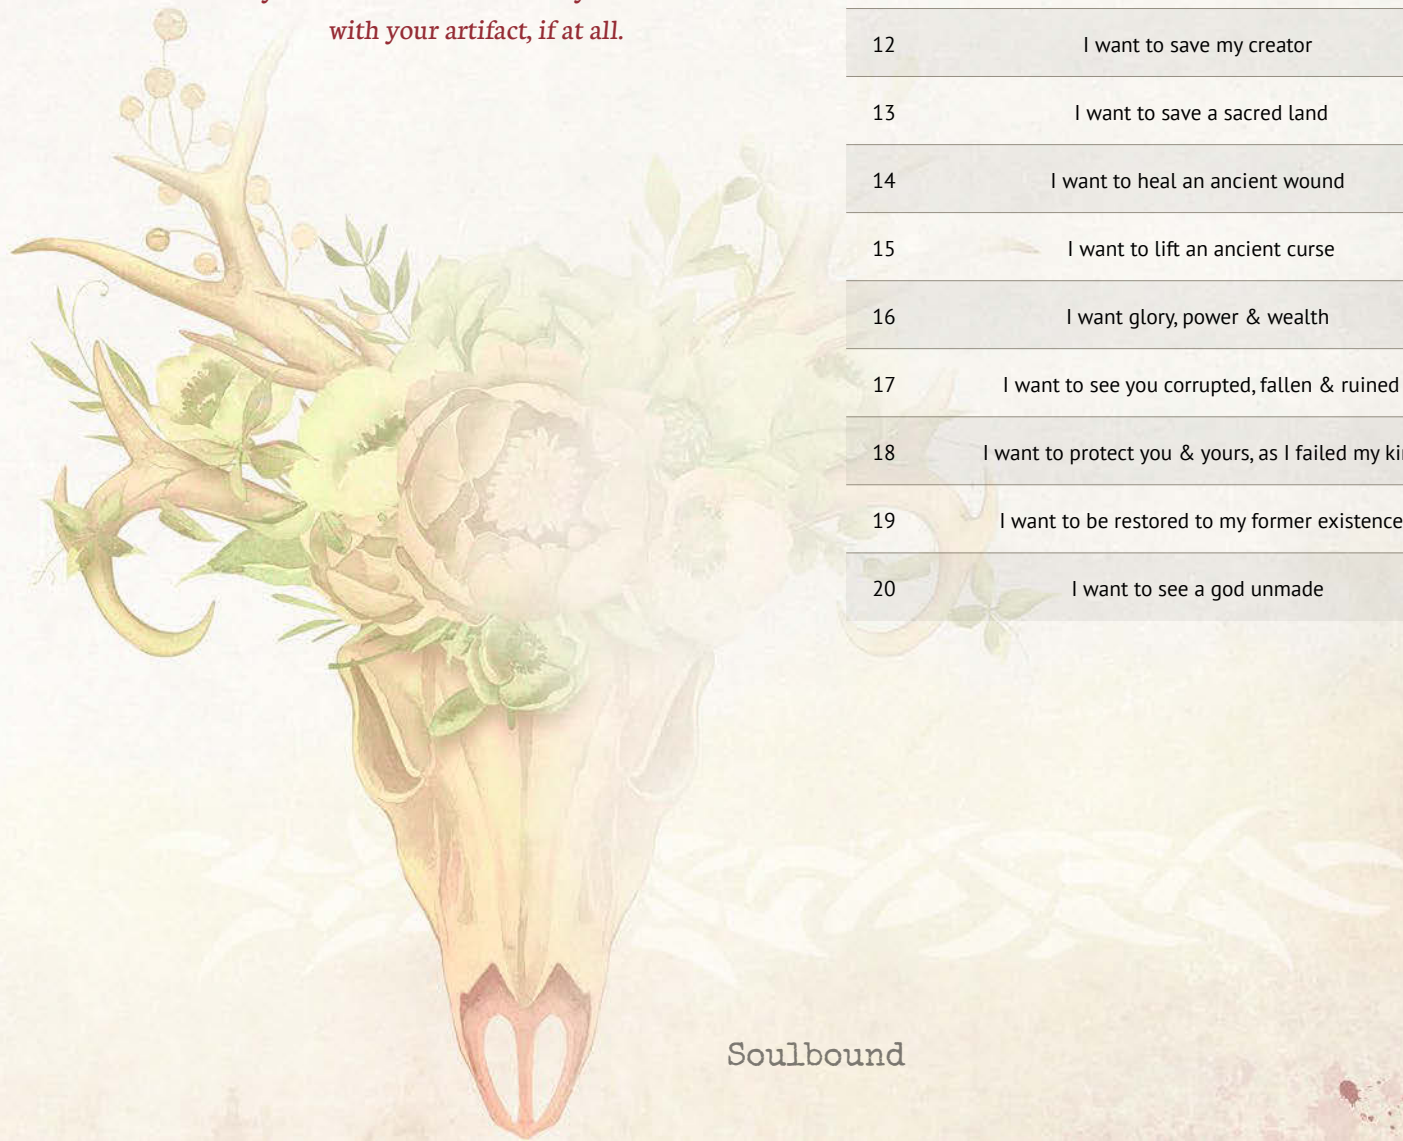 with your artifact, if at all.
12 I want to save my creator
13 I want to save a sacred land
14 I want to heal an ancient wound
15 I want to lift an ancient curse
16 I want glory, power & wealth
17 I want to see you corrupted, fallen & ruined
18 I want to protect you & yours, as I failed my
19 I want to be restored to my former existence
20 I want to see a god unmade
Soulbound